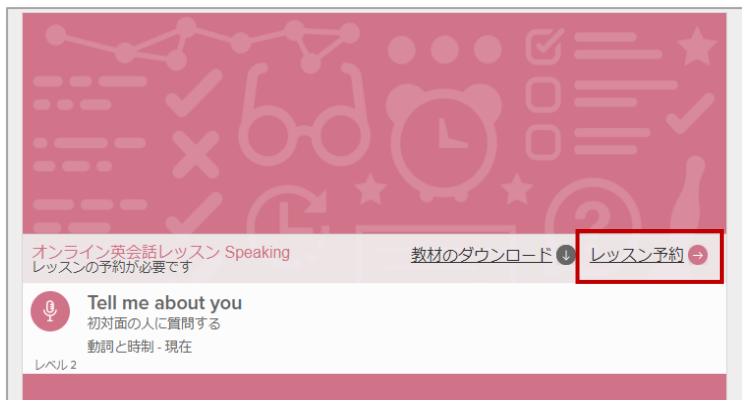 オンライン英会話レッスン Speaking
レッスンの予約が必要です
教材のダウンロード
レッスン予約
Tell me about you
初対面の人に質問する
動詞と時制 - 現在
レベル 2